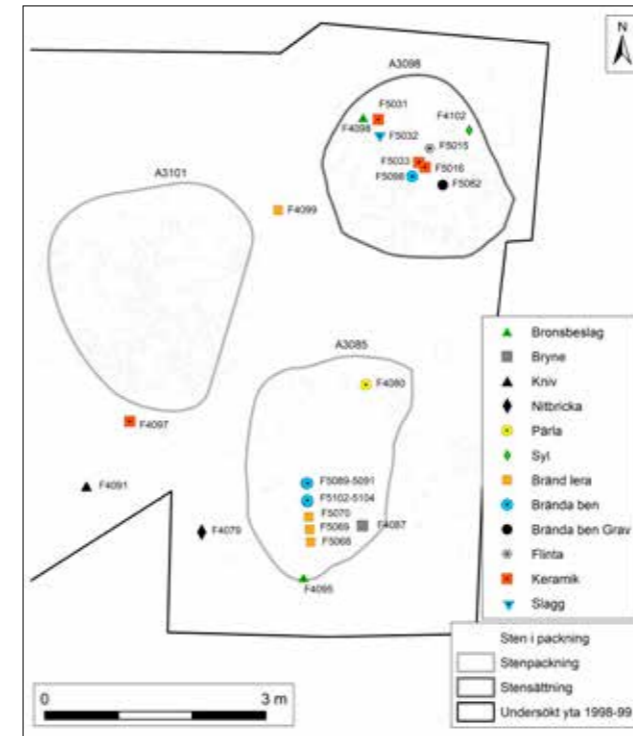 N
A3098
F5031
F4098
F4102
F5032
F5015
F5033
F5016
F5098
F5082
A3101
F4099
A3085
F4080
F4097
F4091
F5089-5091
F5102-5104
F5070
F5069
F5068
F4087
F4079
F4095
Bronsbeslag
Bryne
Kniv
Nitbricka
Pärla
Syl
Bränd lera
Brända ben
Brända ben Grav
Flinta
Keramik
Slagg
Sten i packning
Stenpackning
Stensättning
Undersökt yta 1998-99
0 3 m